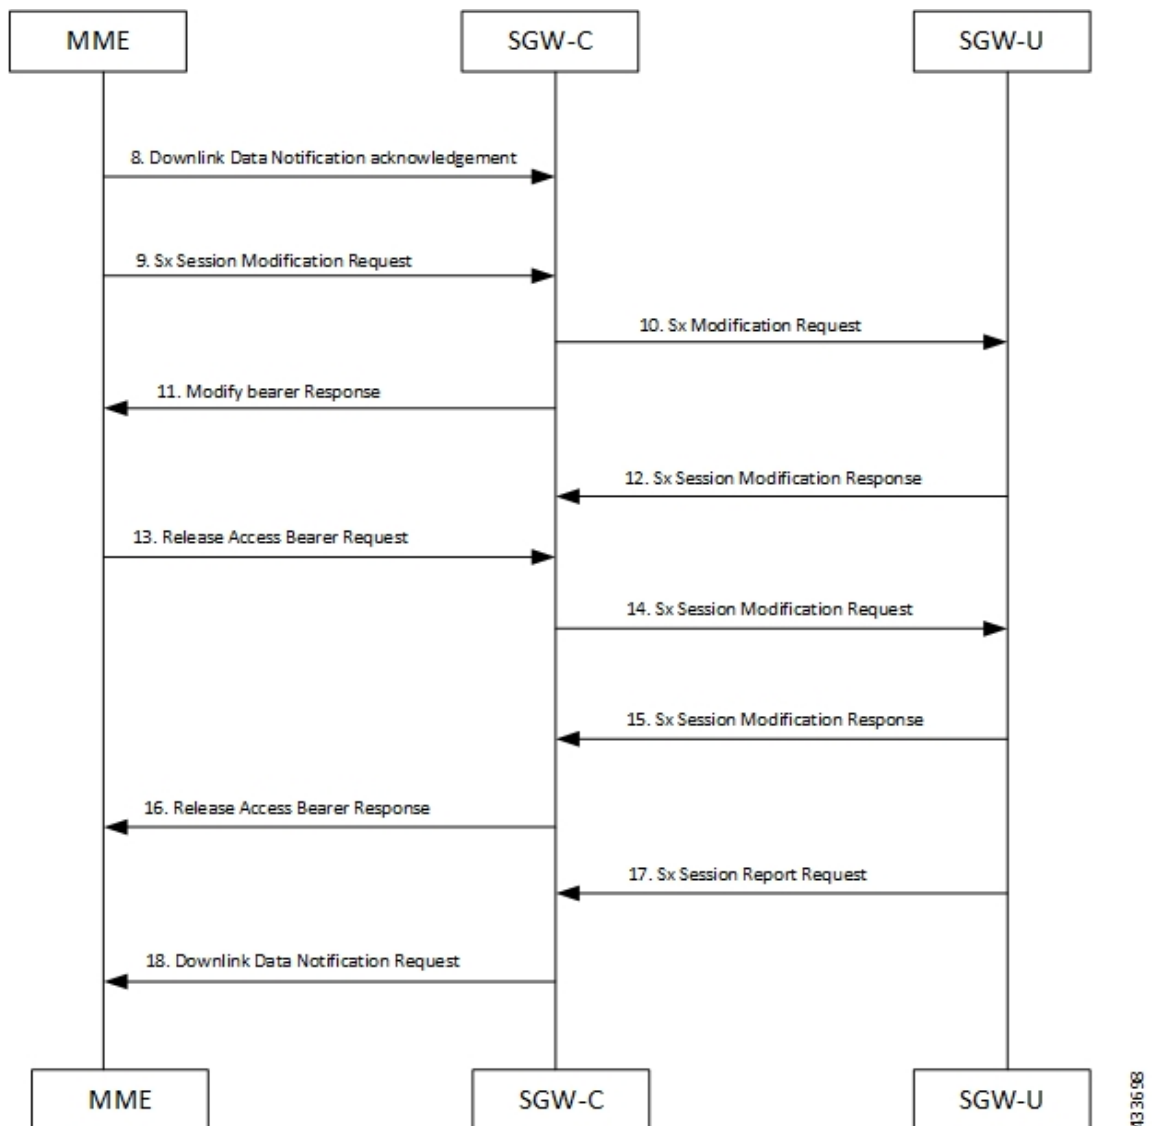 MME
SGW-C
SGW-U
8. Downlink Data Notification acknowledgement
9. Sx Session Modification Request
10. Sx Modification Request
11. Modify bearer Response
12. Sx Session Modification Response
13. Release Access Bearer Request
14. Sx Session Modification Request
15. Sx Session Modification Response
16. Release Access Bearer Response
17. Sx Session Report Request
18. Downlink Data Notification Request
MME
SGW-C
SGW-U
433698